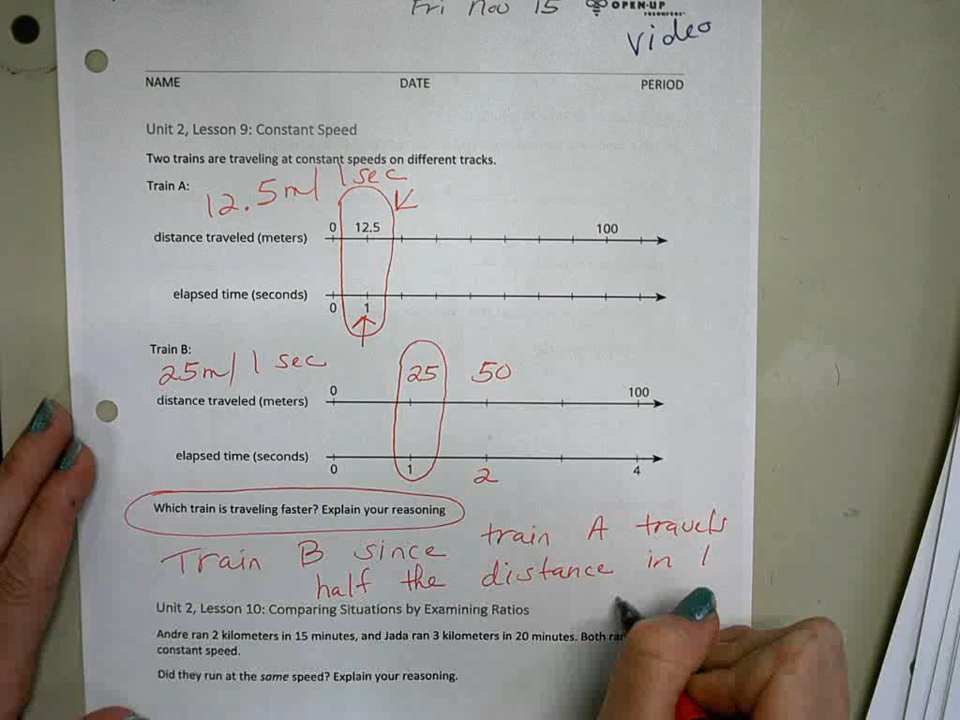 Fri Nov 15
OPEN-UP
resources
Video
NAME DATE PERIOD
Unit 2, Lesson 9: Constant Speed
Two trains are traveling at constant speeds on different tracks.
Train A:
12.5m/ 1 sec
0 12.5 100
distance traveled (meters)
elapsed time (seconds)
0 1
Train B:
25m/ 1 sec
25 50
0 100
distance traveled (meters)
elapsed time (seconds)
0 1 2 4
Which train is traveling faster? Explain your reasoning
Train B since train A travels
half the distance in 1
Unit 2, Lesson 10: Comparing Situations by Examining Ratios
Andre ran 2 kilometers in 15 minutes, and Jada ran 3 kilometers in 20 minutes. Both
constant speed.
Did they run at the same speed? Explain your reasoning.